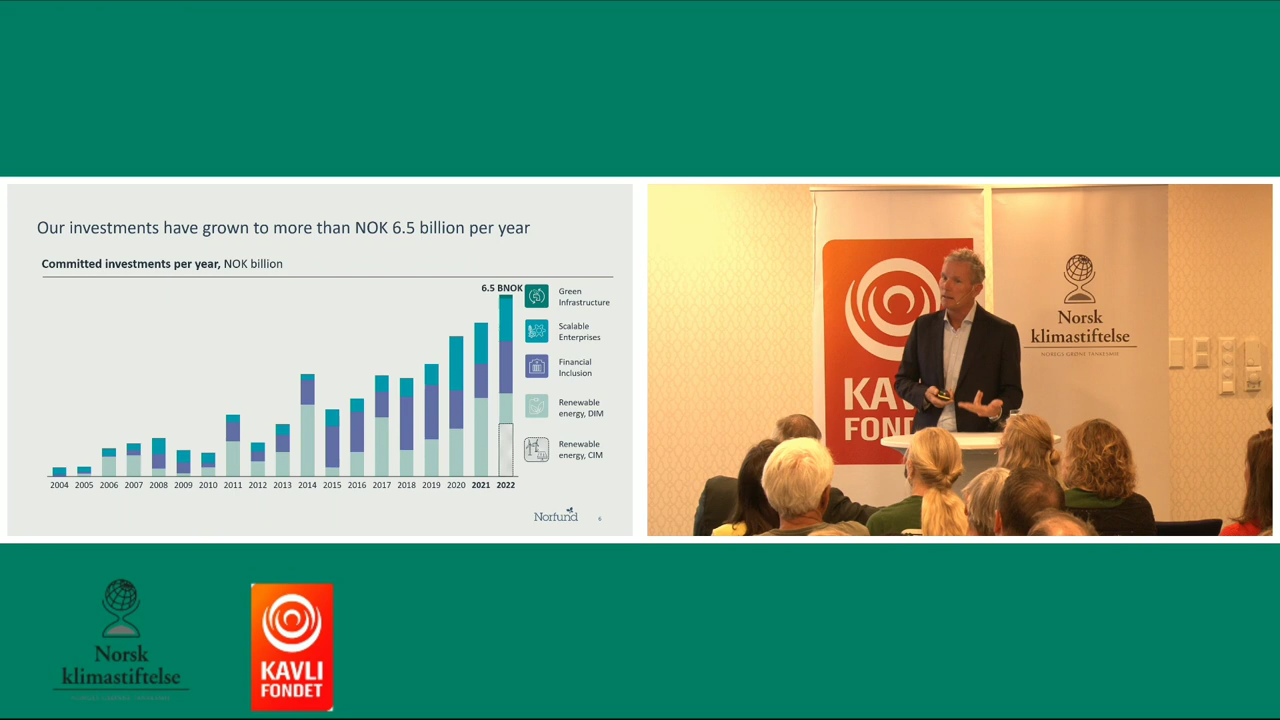 Our investments have grown to more than NOK 6.5 billion per year
Committed investments per year, NOK billion
6.5 BNOK
Green
Infrastructure
Scalable
Enterprises
Financial
Inclusion
Renewable
energy, DIM
Renewable
energy, CIM
2004 2005 2006 2007 2008 2009 2010 2011 2012 2013 2014 2015 2016 2017 2018 2019 2020 2021 2022
Norfund
6
KAV
FON
Norsk
klimastiftelse
NORGES GRØNNE TANKESMIE
Norsk
klimastiftelse
KAVLI
FONDET